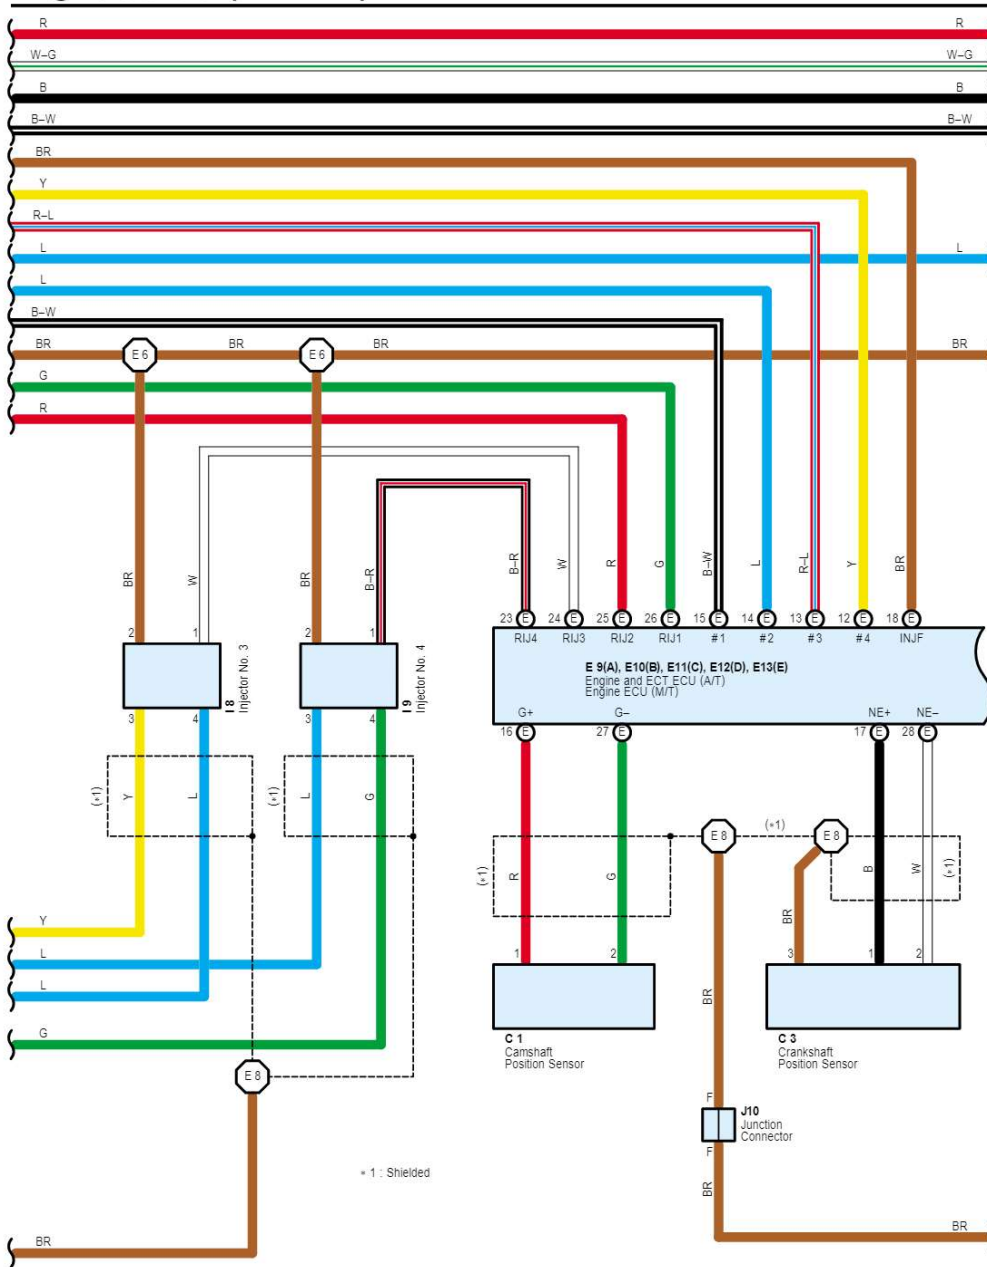 R R
W–G W–G
B B
B–W B–W
BR
Y
R–L
L L
L
B–W
BR E 6 BR E 6 BR BR
G
R
BR W BR B–R B–R W R G B–W L R–L Y BR
2 1 2 1 23 E 24 E 25 E 26 E 15 E 14 E 13 E 12 E 18 E
RIJ4 RIJ3 RIJ2 RIJ1 #1 #2 #3 #4 INJF
I 8
Injector No. 3
I 9
Injector No. 4
E 9(A), E10(B), E11(C), E12(D), E13(E)
Engine and ECT ECU (A/T)
Engine ECU (M/T)
G+ G– NE+ NE–
3 4 3 4 16 E 27 E 17 E 28 E
(*1) Y L (*1) L G
E 8 (*1) E 8
(*1) R G BR B W (*1)
Y
L
L
G
1 2 3 1 2
BR
C 1
Camshaft
Position Sensor
C 3
Crankshaft
Position Sensor
E 8
F
J10
Junction
Connector
F
* 1 : Shielded
BR
BR
BR